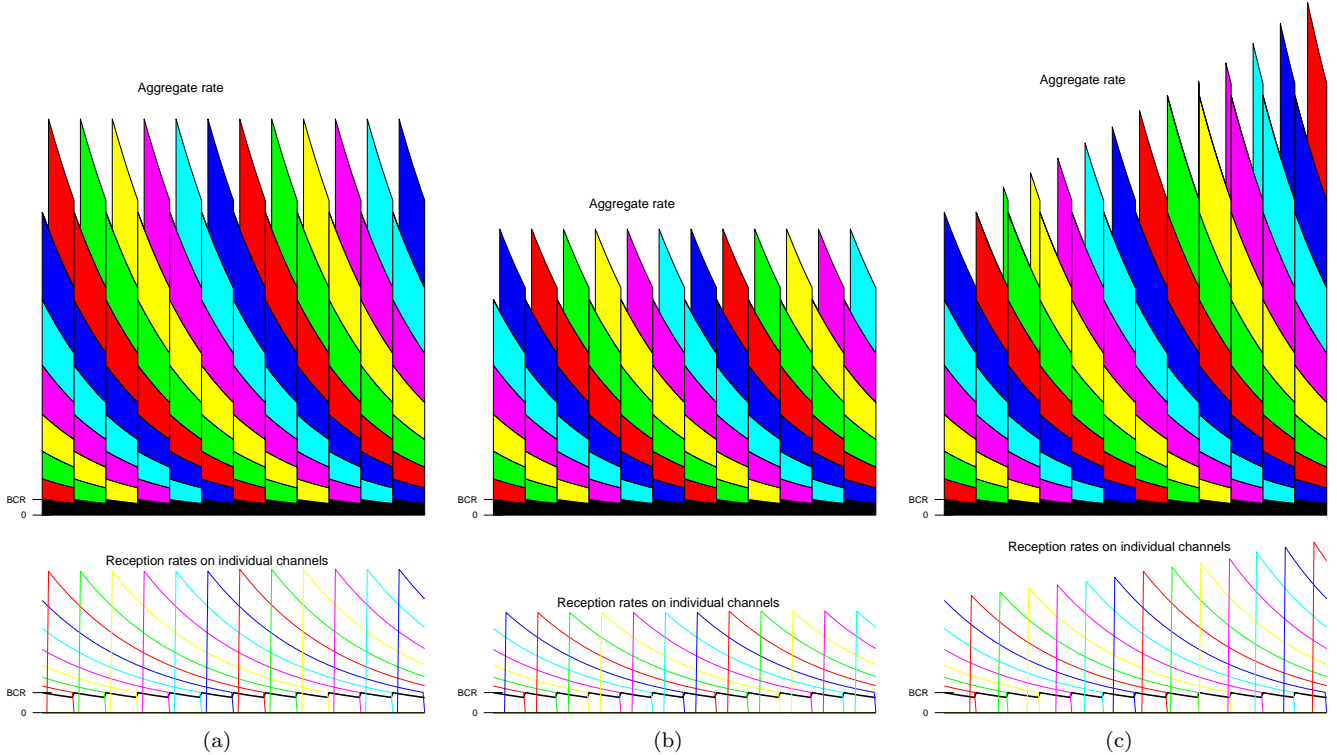 Aggregate rate
BCR
0
Reception rates on individual channels
BCR
0
(a)
Aggregate rate
BCR
0
Reception rates on individual channels
BCR
0
(b)
Aggregate rate
BCR
0
Reception rates on individual channels
BCR
0
(c)